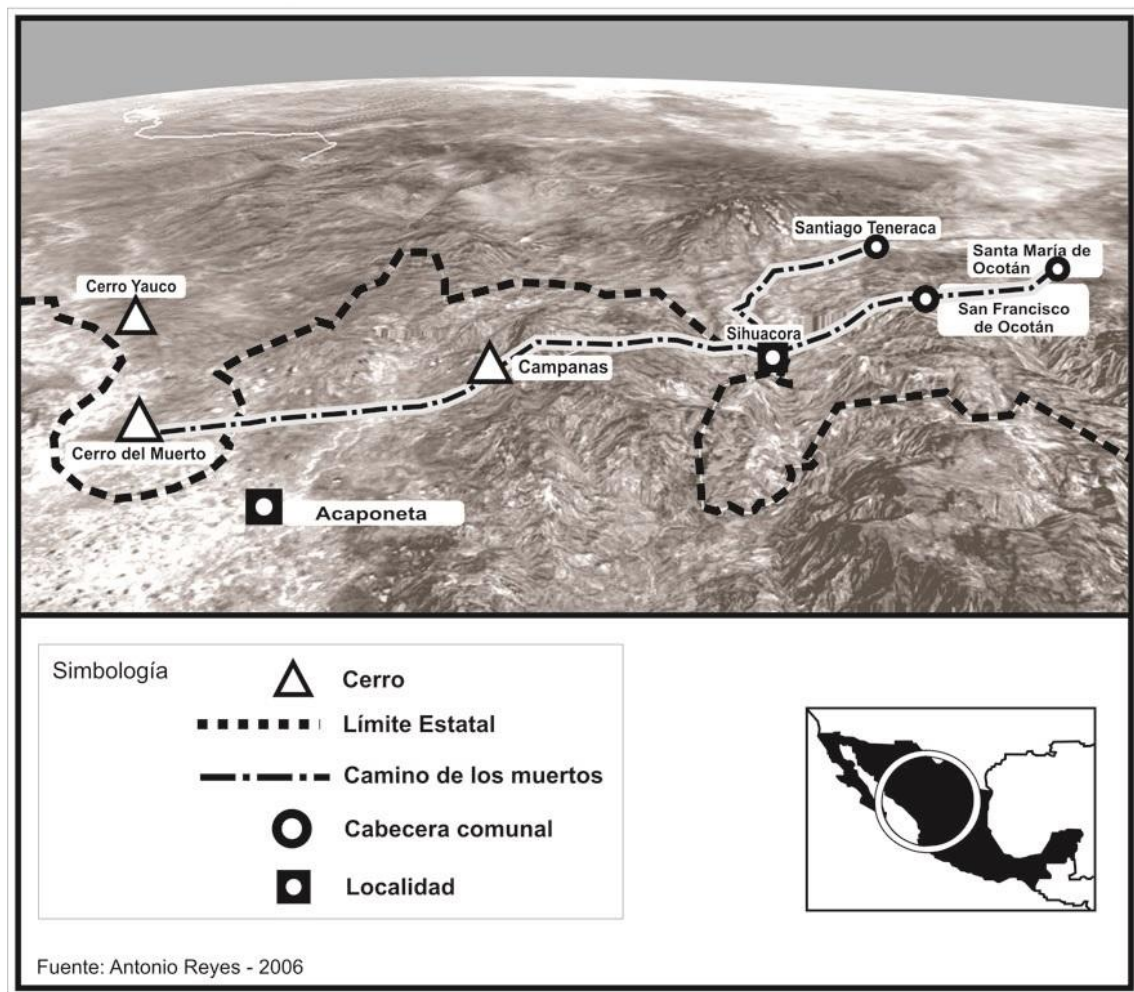 Santiago Teneraca
Santa María de
Ocotán
Cerro Yauco
San Francisco
de Ocotán
Sihuacora
Campanas
Cerro del Muerto
Acaponeta
Simbología
Cerro
Límite Estatal
Camino de los muertos
Cabecera comunal
Localidad
Fuente: Antonio Reyes - 2006